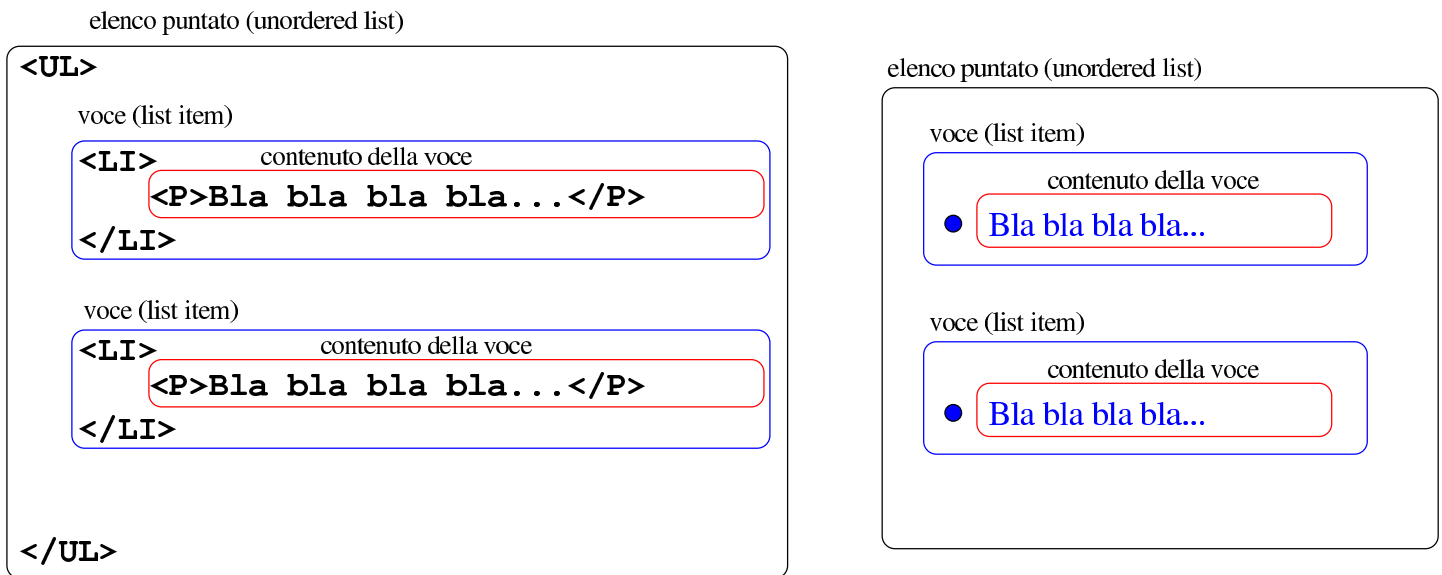 elenco puntato (unordered list)
<UL>
voce (list item)
<LI>
contenuto della voce
<P>Bla bla bla bla...</P>
</LI>
voce (list item)
<LI>
contenuto della voce
<P>Bla bla bla bla...</P>
</LI>
</UL>
elenco puntato (unordered list)
voce (list item)
contenuto della voce
Bla bla bla bla...
voce (list item)
contenuto della voce
Bla bla bla bla...